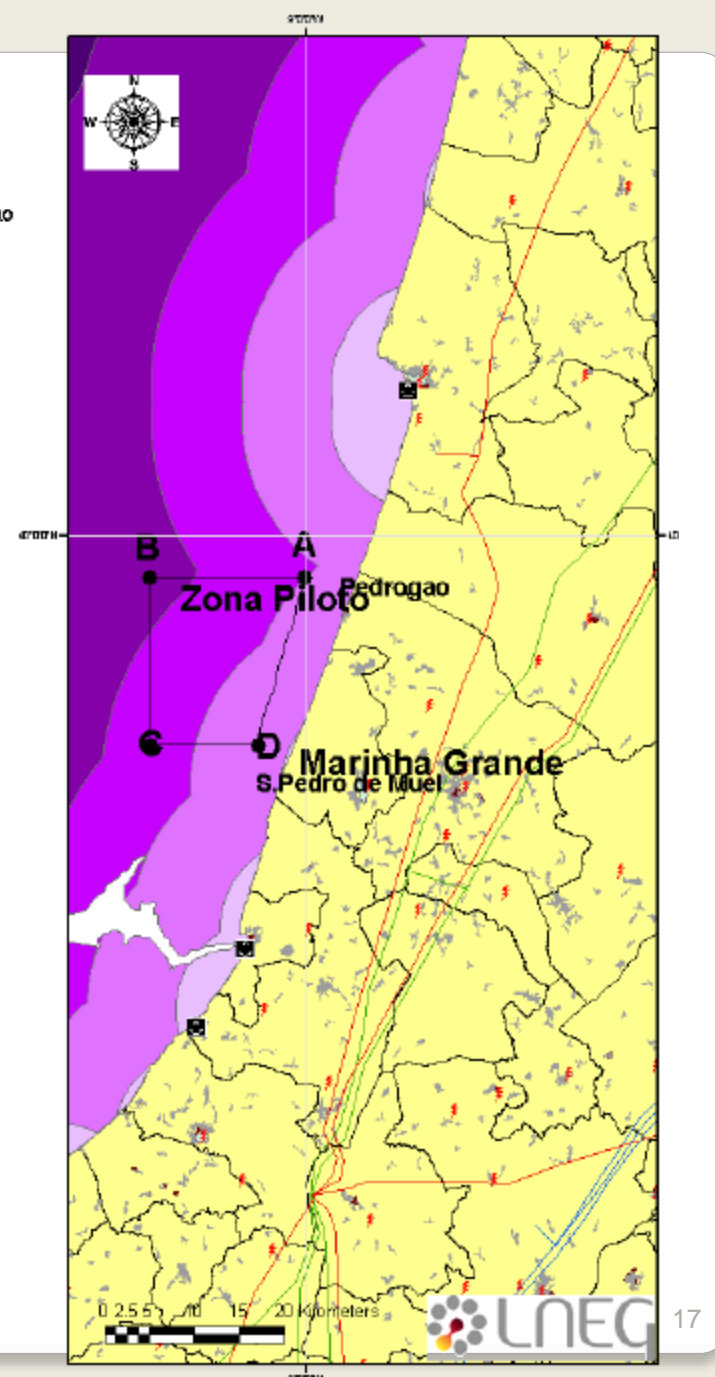 N
W E
S
B A
Pedrogao
Zona Piloto
C D
Marinha Grande
S.Pedro de Muel
0 2.5 5 10 15 20 Kilometers
LNEG
17